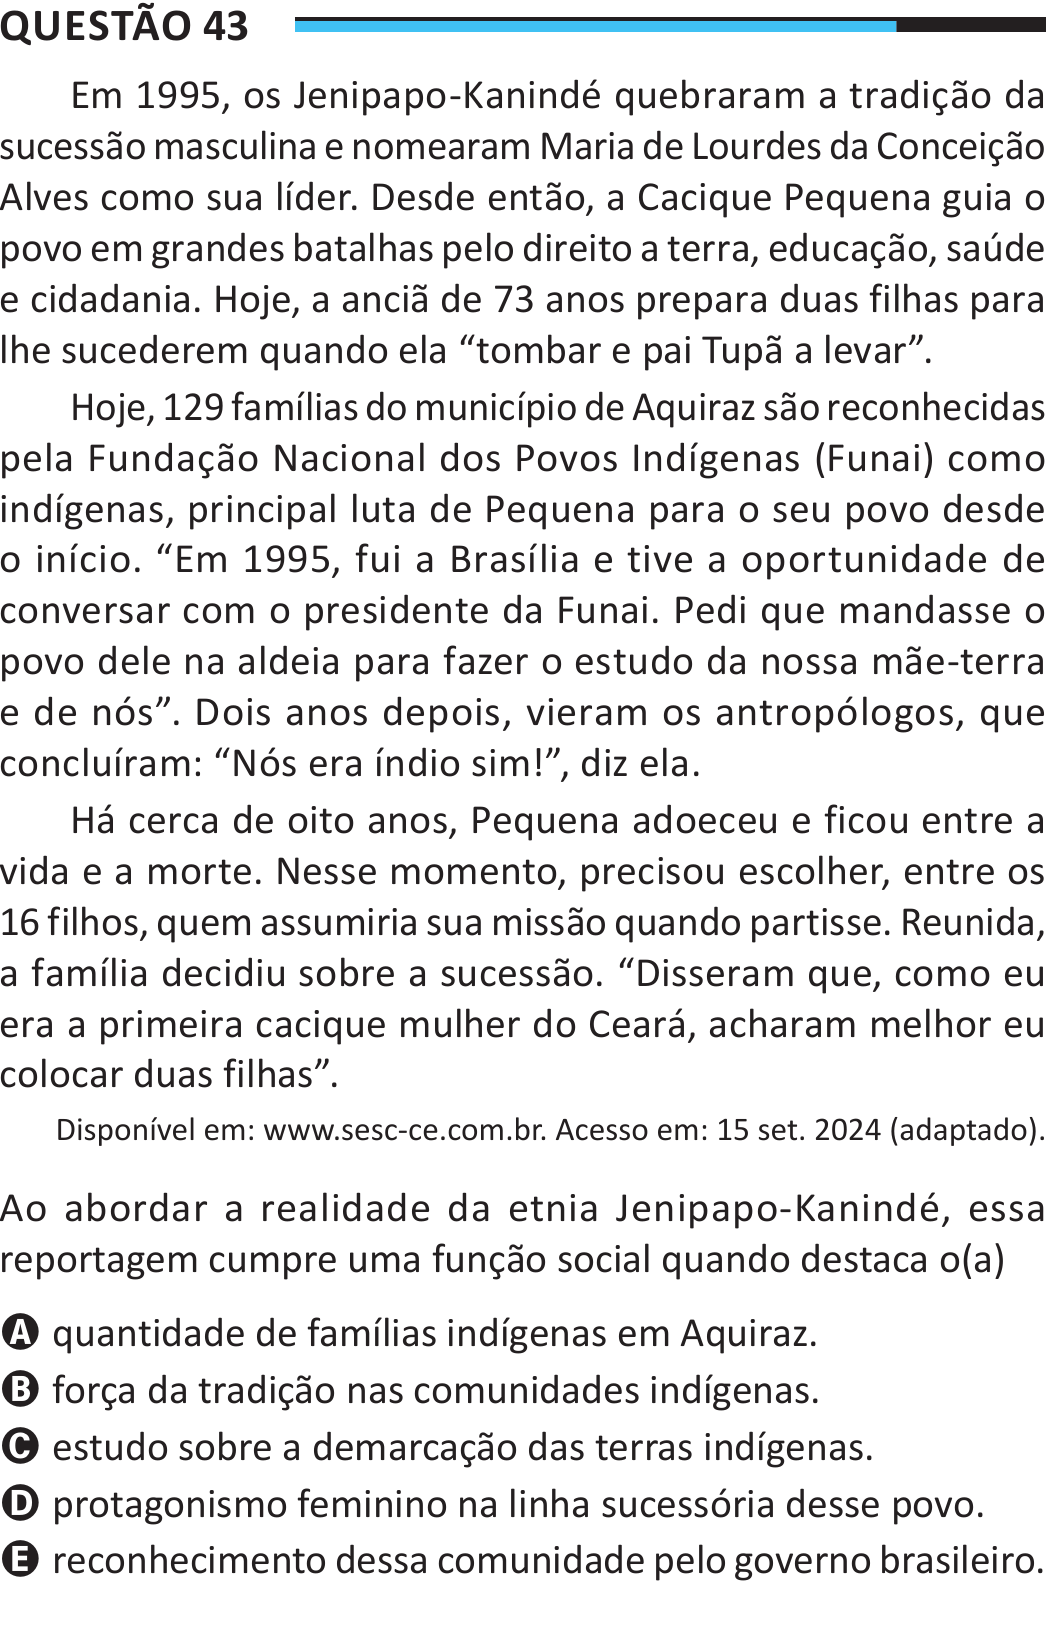 QUESTÃO 43
Em 1995, os Jenipapo-Kanindé quebraram a tradição da
sucessão masculina e nomearam Maria de Lourdes da Conceição
Alves como sua líder. Desde então, a Cacique Pequena guia o
povo em grandes batalhas pelo direito a terra, educação, saúde
e cidadania. Hoje, a anciã de 73 anos prepara duas filhas para
lhe sucederem quando ela “tombar e pai Tupã a levar”.
Hoje, 129 famílias do município de Aquiraz são reconhecidas
pela Fundação Nacional dos Povos Indígenas (Funai) como
indígenas, principal luta de Pequena para o seu povo desde
o início. “Em 1995, fui a Brasília e tive a oportunidade de
conversar com o presidente da Funai. Pedi que mandasse o
povo dele na aldeia para fazer o estudo da nossa mãe-terra
e de nós”. Dois anos depois, vieram os antropólogos, que
concluíram: “Nós era índio sim!”, diz ela.
Há cerca de oito anos, Pequena adoeceu e ficou entre a
vida e a morte. Nesse momento, precisou escolher, entre os
16 filhos, quem assumiria sua missão quando partisse. Reunida,
a família decidiu sobre a sucessão. “Disseram que, como eu
era a primeira cacique mulher do Ceará, acharam melhor eu
colocar duas filhas”.
Disponível em: www.sesc-ce.com.br. Acesso em: 15 set. 2024 (adaptado).
Ao abordar a realidade da etnia Jenipapo-Kanindé, essa
reportagem cumpre uma função social quando destaca o(a)
A quantidade de famílias indígenas em Aquiraz.
B força da tradição nas comunidades indígenas.
C estudo sobre a demarcação das terras indígenas.
D protagonismo feminino na linha sucessória desse povo.
E reconhecimento dessa comunidade pelo governo brasileiro.